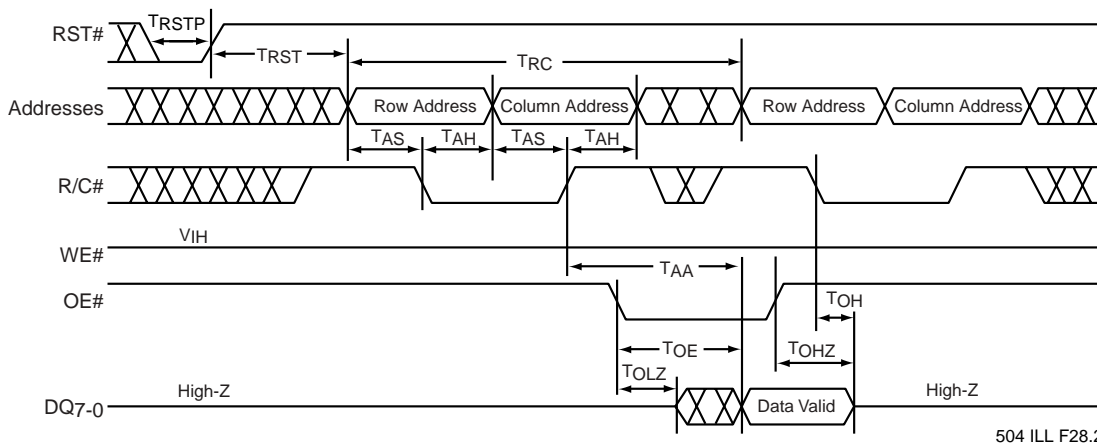 RST#
TRSTP
TRST
TRC
Addresses
Row Address
Column Address
Row Address
Column Address
TAS
TAH
TAS
TAH
R/C#
VIH
WE#
TAA
OE#
TOH
TOE
TOHZ
TOLZ
High-Z
DQ7-0
Data Valid
High-Z
504 ILL F28.2